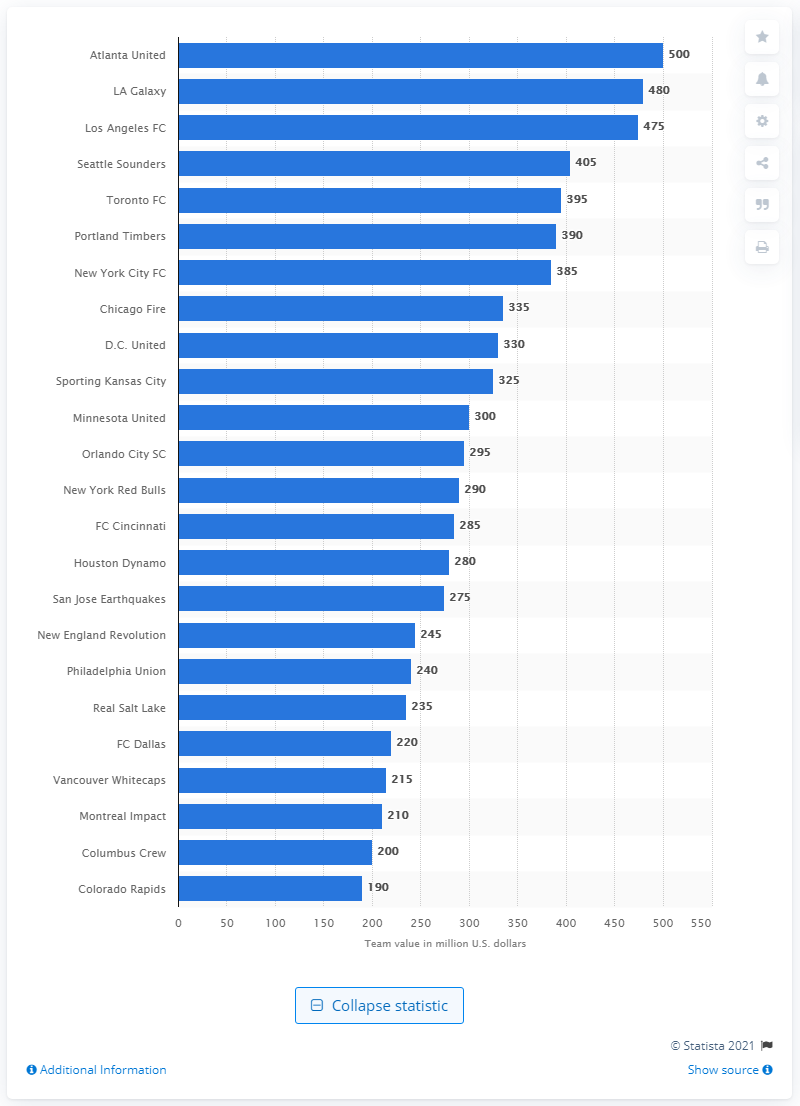 Atlanta United 500
LA Galaxy 480
Los Angeles FC 475
Seattle Sounders 405
Toronto FC 395
Portland Timbers 390
New York City FC 385
Chicago Fire 335
D.C. United 330
Sporting Kansas City 325
Minnesota United 300
Orlando City SC 295
New York Red Bulls 290
FC Cincinnati 285
Houston Dynamo 280
San Jose Earthquakes 275
New England Revolution 245
Philadelphia Union 240
Real Salt Lake 235
FC Dallas 220
Vancouver Whitecaps 215
Montreal Impact 210
Columbus Crew 200
Colorado Rapids 190
0 50 100 150 200 250 300 350 400 450 500 550
Team value in million U.S. dollars
Collapse statistic
© Statista 2021
Additional Information Show source